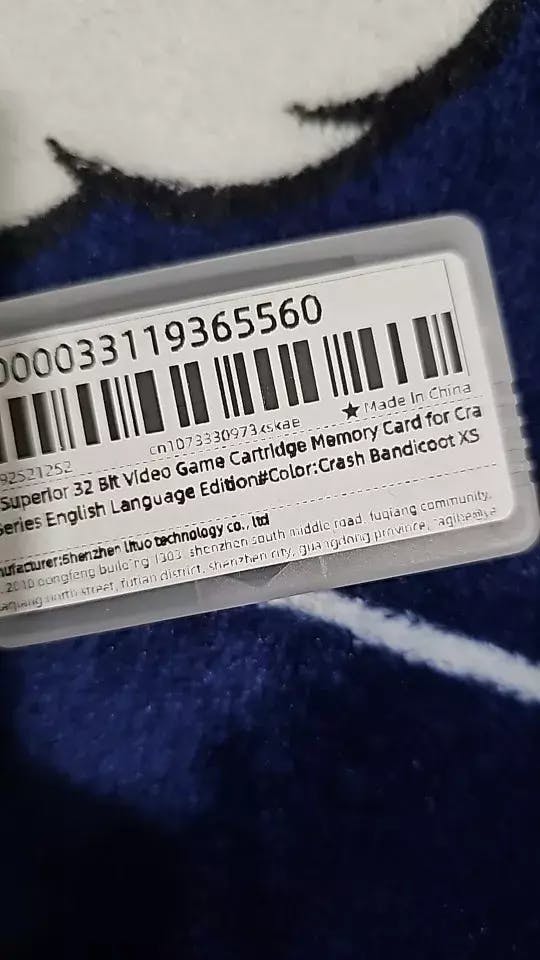 000033119365560
★ Made In China
92521252 cn1073330973xskae
Superior 32 Bit Video Game Cartridge Memory Card for Cra
Series English Language Edition#Color:Crash Bandicoot XS
nufacturer:Shenzhen lituo technology co., ltd
2010 dongfeng 1303, shenzhen south middle road, fuqiang community,
north street, futian district, shenzhen city, guangdong province,